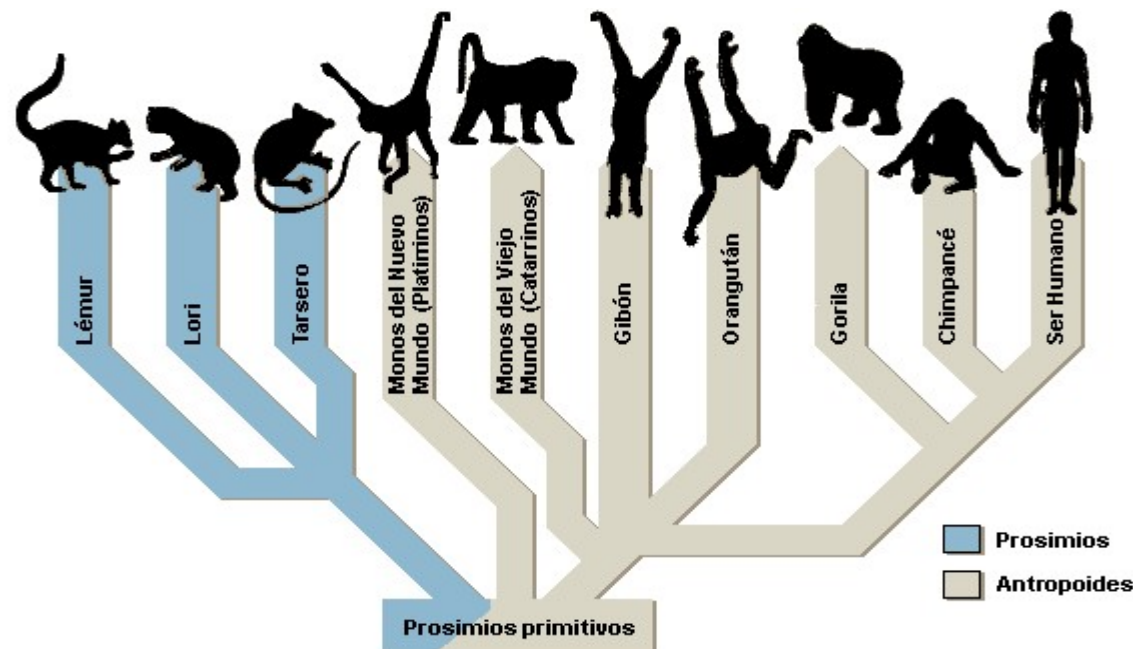 Lémur
Lori
Tarsero
Monos del Nuevo
Mundo (Platirrinos)
Monos del Viejo
Mundo (Catarrinos)
Gibón
Orangután
Gorila
Chimpancé
Ser Humano
Prosimios
Antropoides
Prosimios primitivos